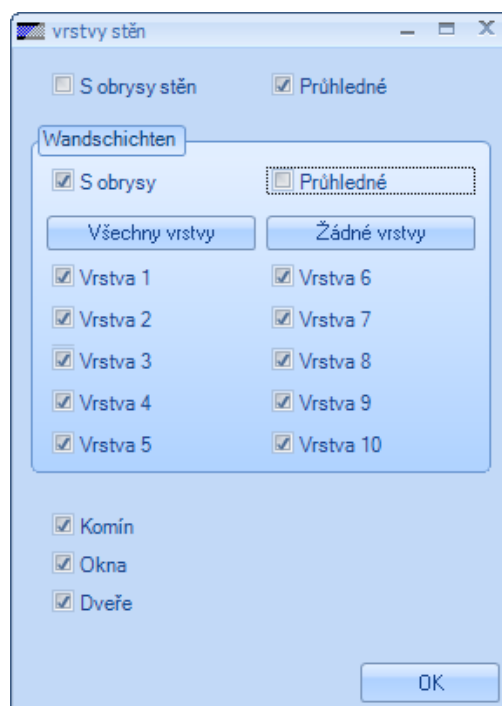 vrstvy stěn
S obrysy stěn Průhledné
Wandschichten
S obrysy Průhledné
Všechny vrstvy Žádné vrstvy
Vrstva 1 Vrstva 6
Vrstva 2 Vrstva 7
Vrstva 3 Vrstva 8
Vrstva 4 Vrstva 9
Vrstva 5 Vrstva 10
Komín
Okna
Dveře
OK